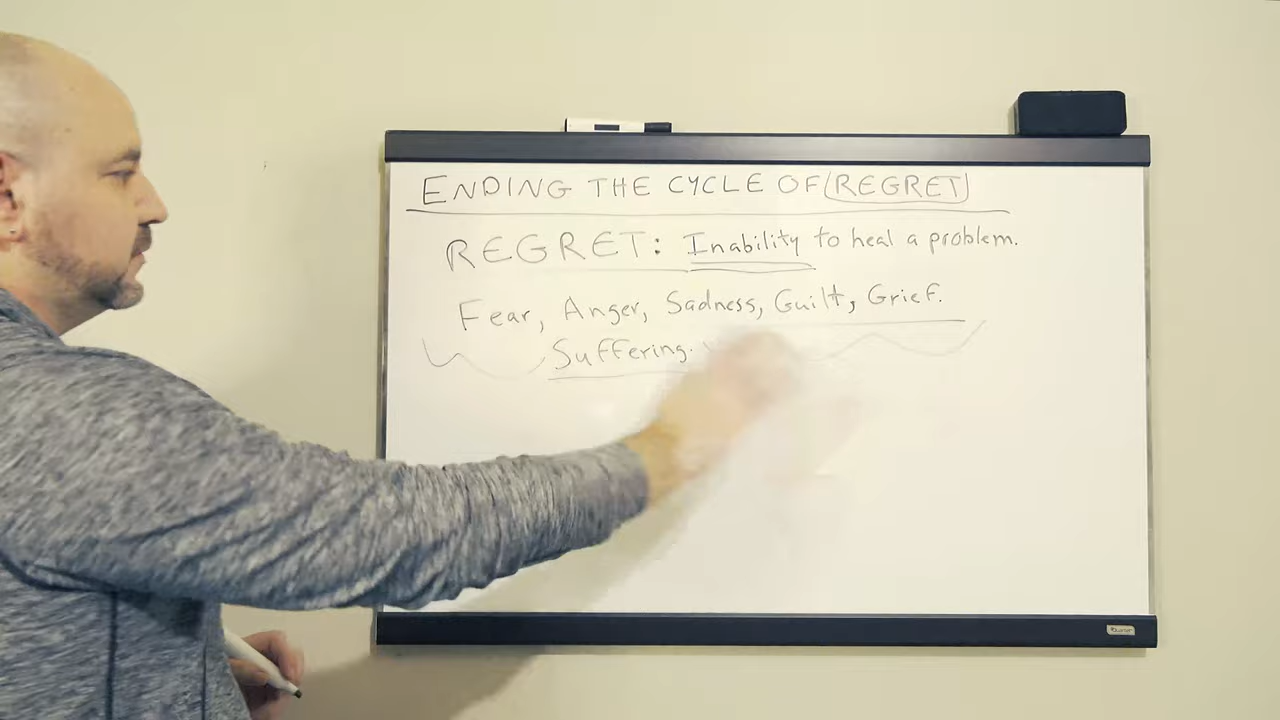 ENDING THE CYCLE OF REGRET
REGRET: Inability to heal a problem.
Fear, Anger, Sadness, Guilt, Grief.
Suffering.